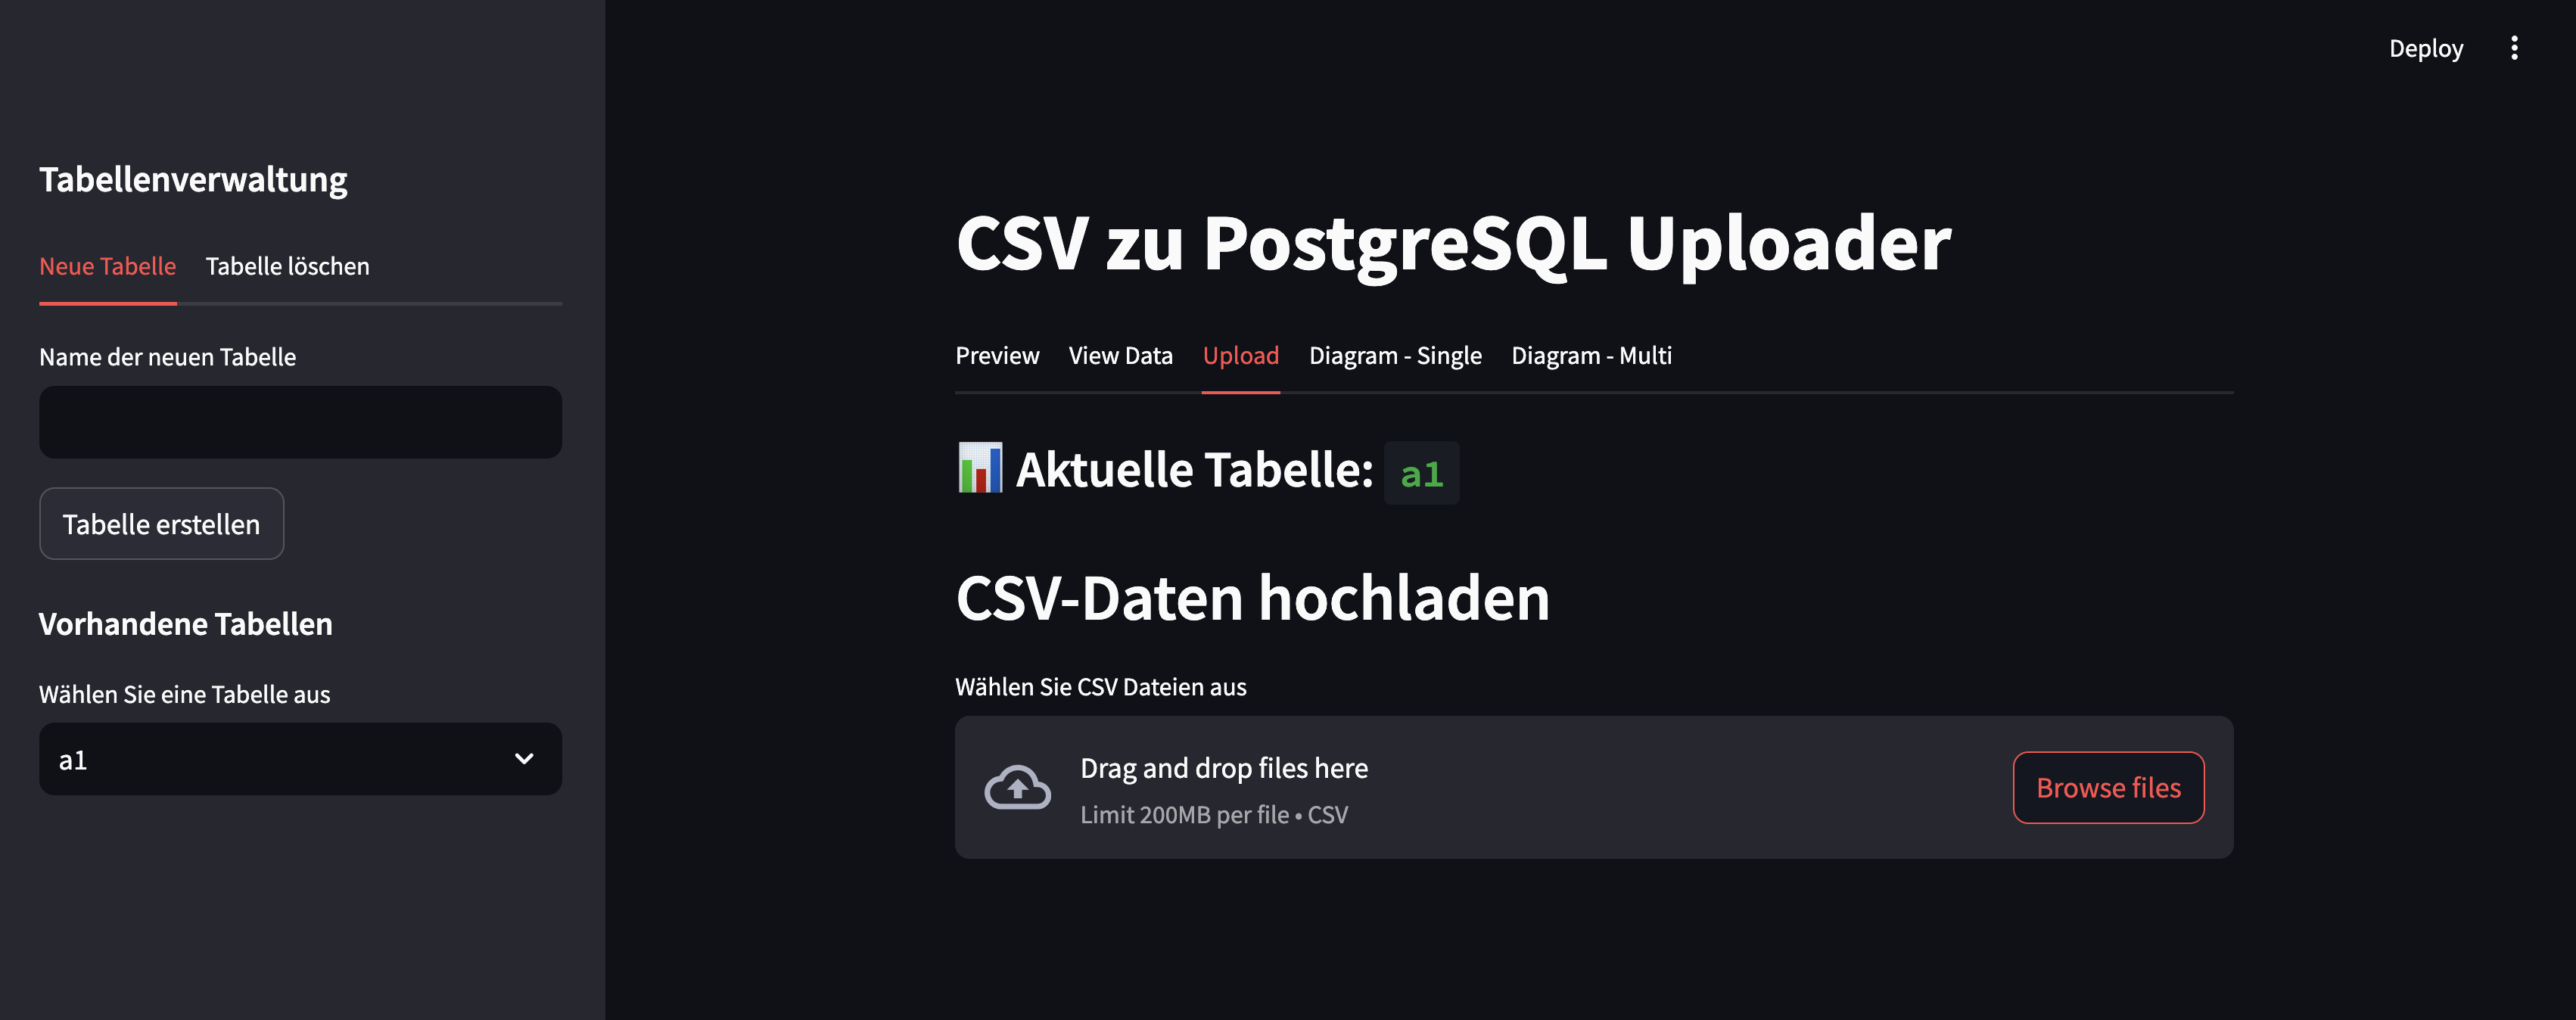 Deploy
Tabellenverwaltung
Neue Tabelle Tabelle löschen
Name der neuen Tabelle
Tabelle erstellen
Vorhandene Tabellen
Wählen Sie eine Tabelle aus
a1
CSV zu PostgreSQL Uploader
Preview View Data Upload Diagram - Single Diagram - Multi
Aktuelle Tabelle: a1
CSV-Daten hochladen
Wählen Sie CSV Dateien aus
Drag and drop files here
Limit 200MB per file • CSV
Browse files